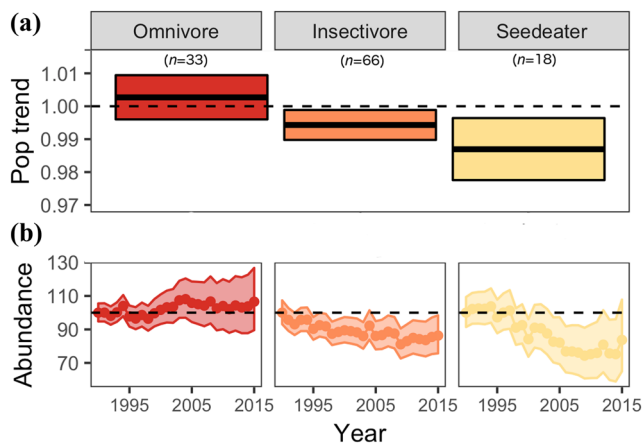 (a)
Omnivore
Insectivore
Seedeater
(n=33)
(n=66)
(n=18)
Pop trend
1.01
1.00
0.99
0.98
0.97
(b)
Abundance
130
110
90
70
1995
2005
2015
1995
2005
2015
1995
2005
2015
Year